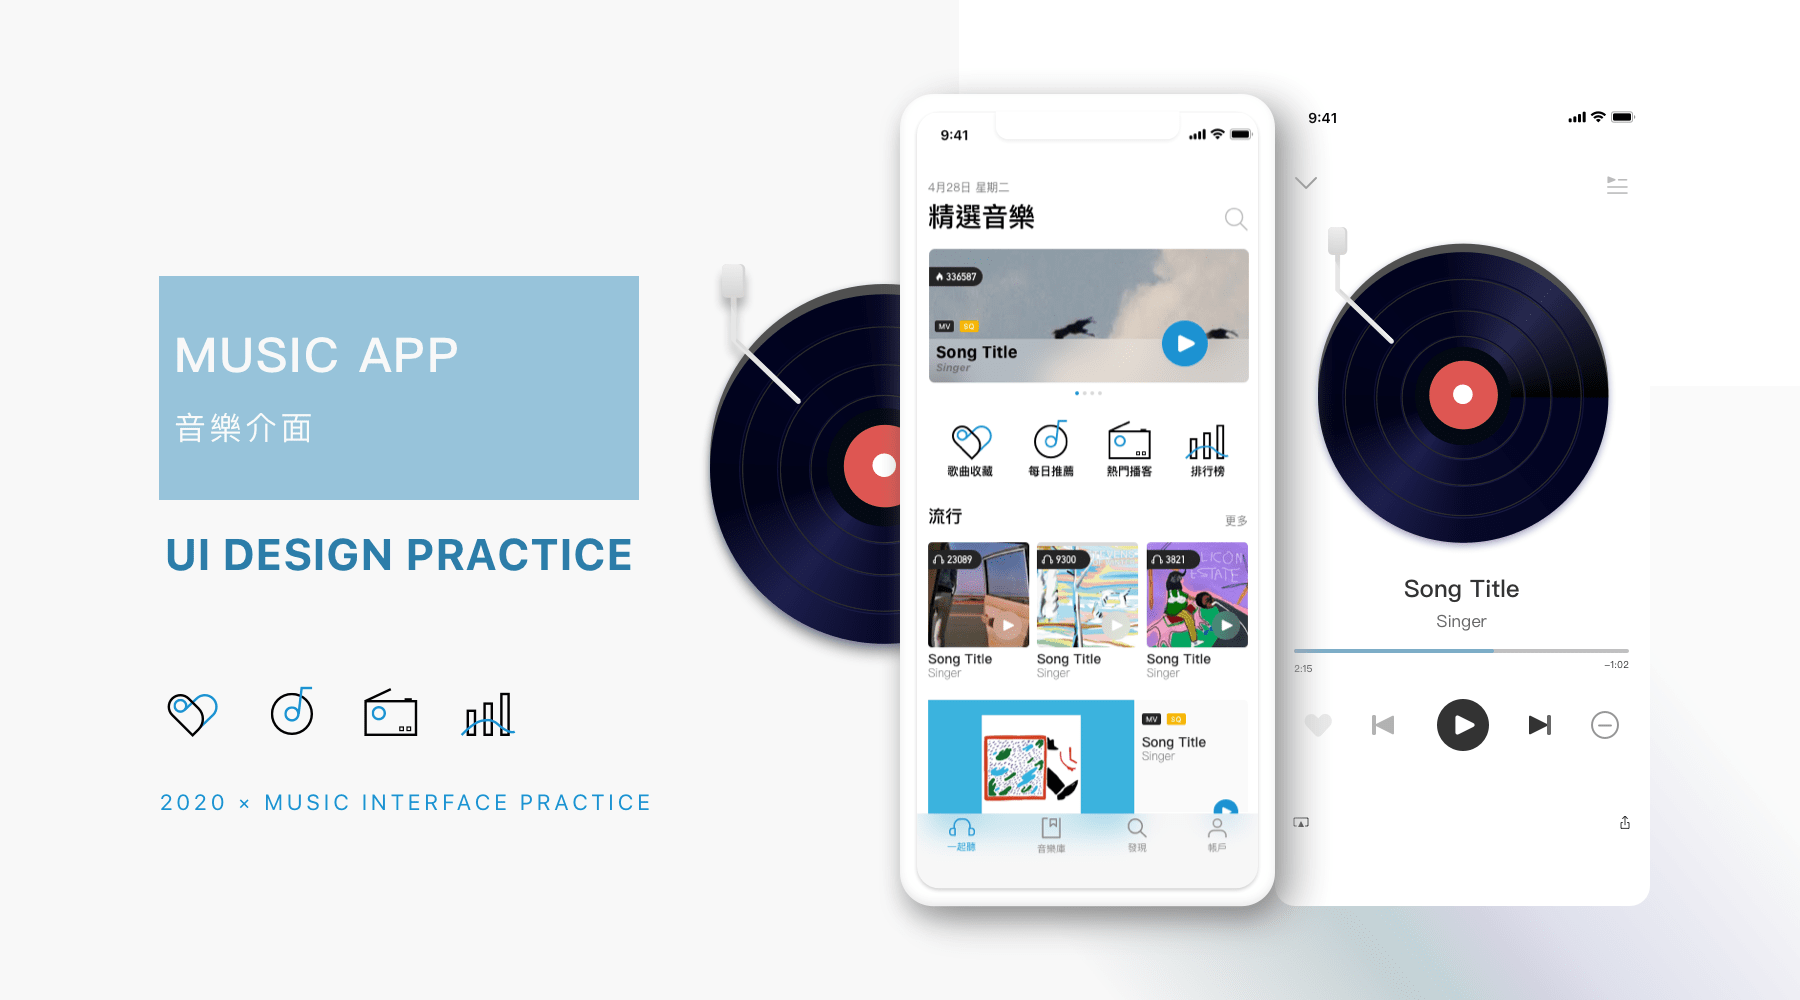 MUSIC APP
音樂介面
UI DESIGN PRACTICE
2020 × MUSIC INTERFACE PRACTICE
9:41
4月28日 星期二
精選音樂
336587
MV SQ
Song Title
Singer
歌曲收藏 每日推薦 熱門播客 排行榜
流行 更多
23089 9300 3821
LICON
ESTATE
Song Title Song Title Song Title
Singer Singer Singer
MV SQ
Song Title
Singer
一起聽 音樂庫 發現 帳戶
9:41
Song Title
Singer
2:15 −1:02